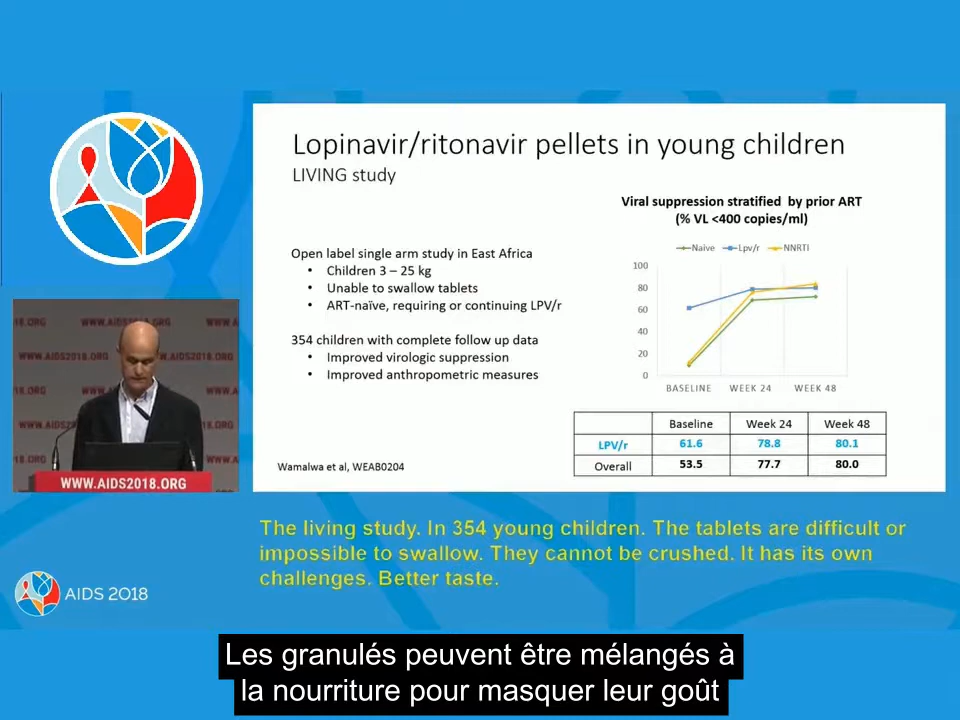 Lopinavir/ritonavir pellets in young children
LIVING study
Viral suppression stratified by prior ART
(% VL <400 copies/ml)
Naive Lpv/r NNRTI
100
80
60
40
20
0
BASELINE WEEK 24 WEEK 48
Open label single arm study in East Africa
• Children 3 – 25 kg
• Unable to swallow tablets
• ART-naïve, requiring or continuing LPV/r
354 children with complete follow up data
• Improved virologic suppression
• Improved anthropometric measures
Baseline Week 24 Week 48
LPV/r 61.6 78.8 80.1
Overall 53.5 77.7 80.0
Wamalwa et al, WEAB0204
WWW.AIDS2018.ORG
WWW.AIDS2018.ORG
WWW.AIDS2018.ORG
The living study. In 354 young children. The tablets are difficult or
impossible to swallow. They cannot be crushed. It has its own
challenges. Better taste.
AIDS 2018
Les granulés peuvent être mélangés à
la nourriture pour masquer leur goût